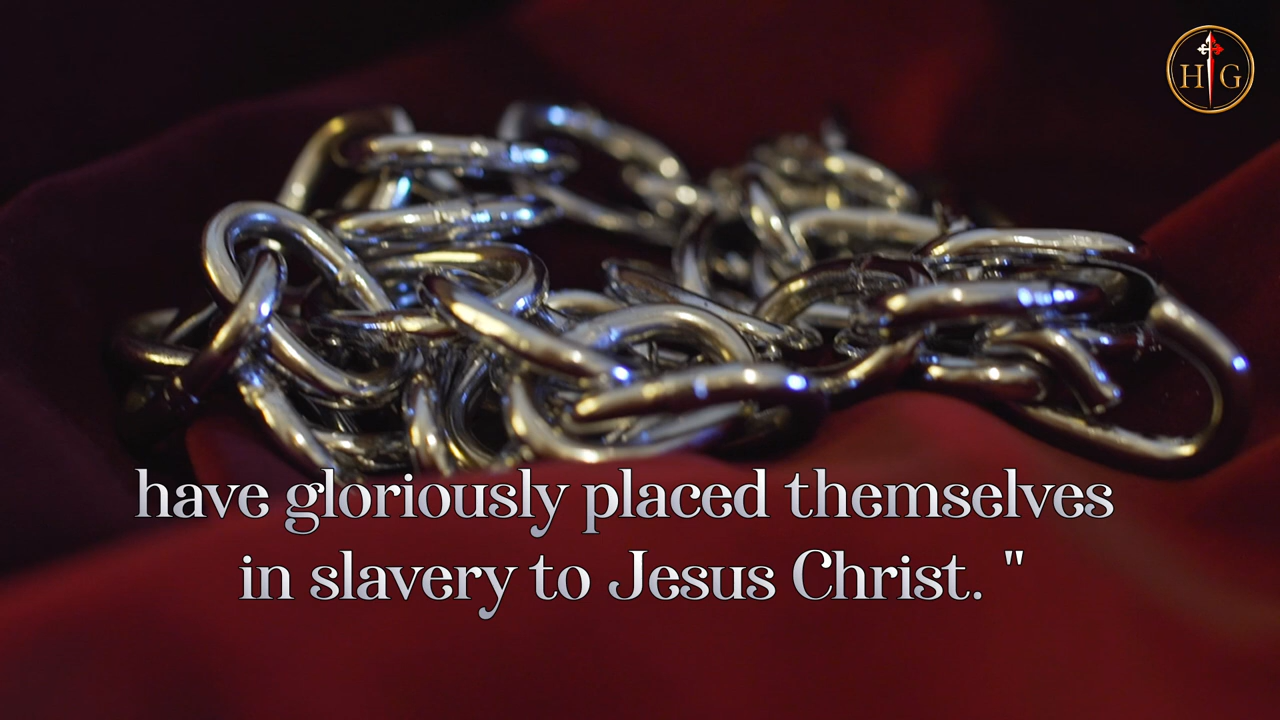 H G
have gloriously placed themselves
in slavery to Jesus Christ. "